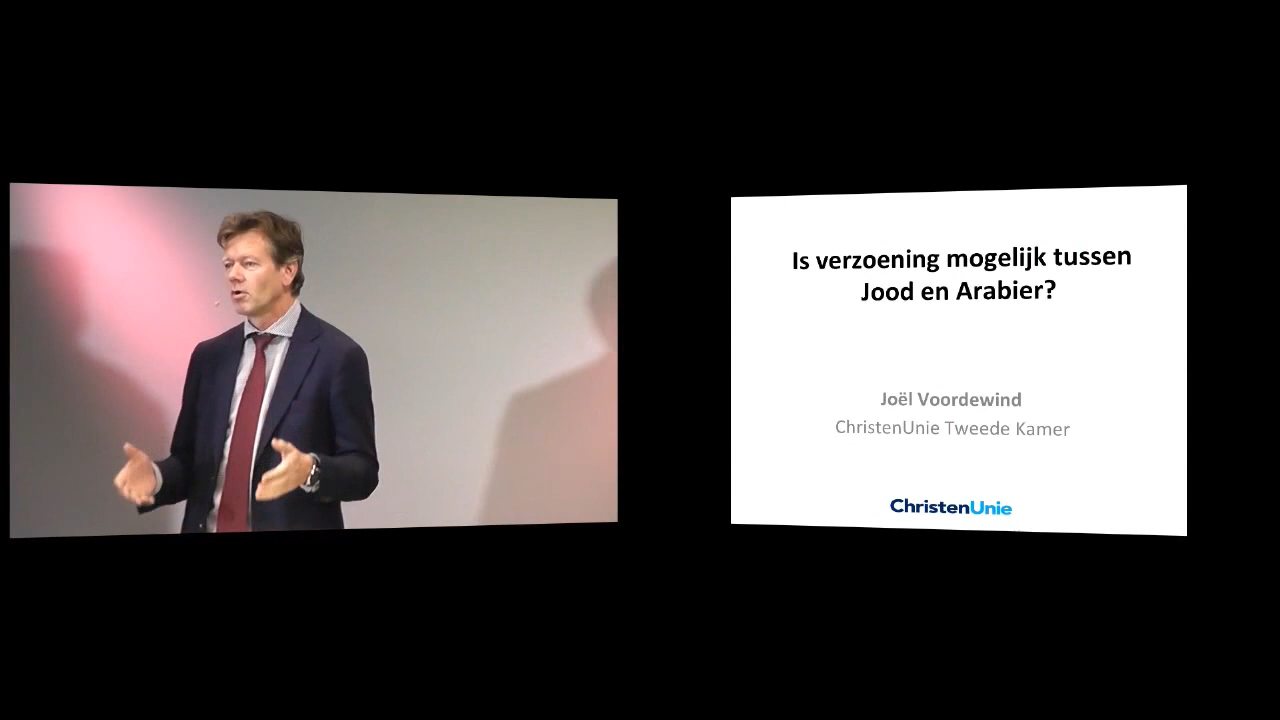 Is verzoening mogelijk tussen
Jood en Arabier?
Joël Voordewind
ChristenUnie Tweede Kamer
ChristenUnie